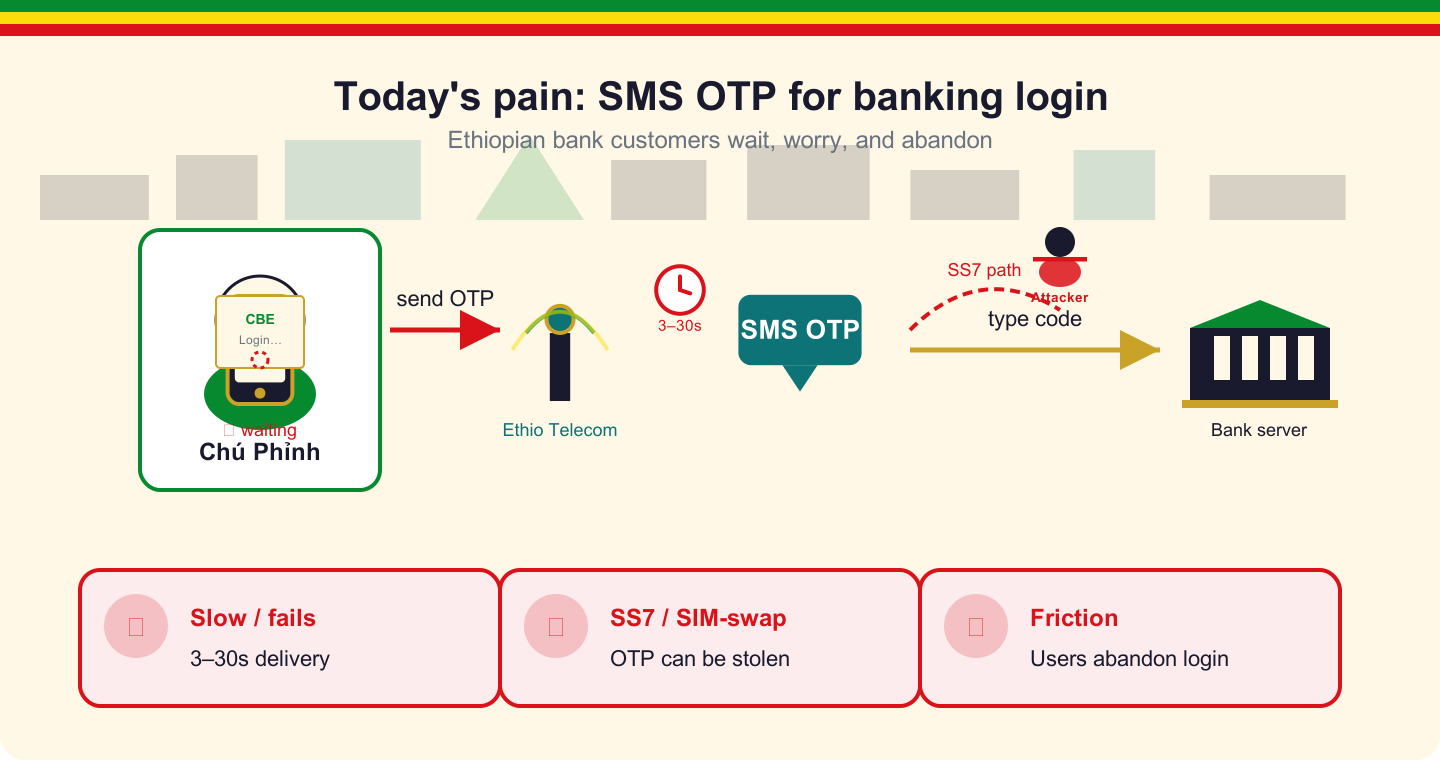 Today's pain: SMS OTP for banking login
Ethiopian bank customers wait, worry, and abandon
CBE
Login...
waiting
Chú Phỉnh
send OTP
Ethio Telecom
3–30s
SMS OTP
SS7 path
Attacker
type code
Bank server
Slow / fails
3–30s delivery
SS7 / SIM-swap
OTP can be stolen
Friction
Users abandon login